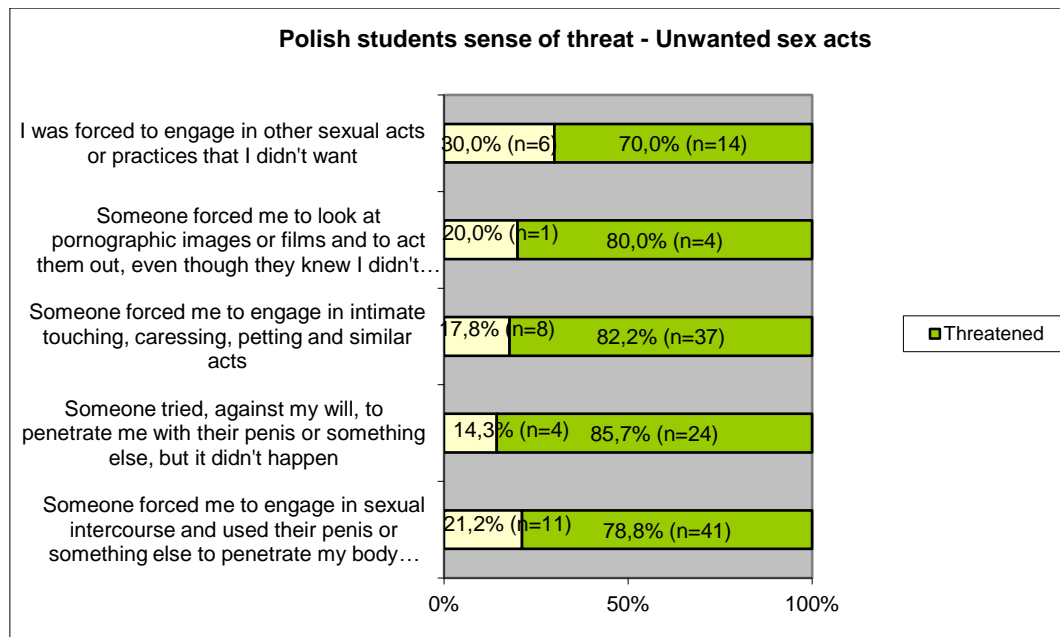 Polish students sense of threat - Unwanted sex acts
I was forced to engage in other sexual acts
or practices that I didn't want
30,0% (n=6)
70,0% (n=14)
Someone forced me to look at
pornographic images or films and to act
them out, even though they knew I didn't…
20,0% (n=1)
80,0% (n=4)
Someone forced me to engage in intimate
touching, caressing, petting and similar
acts
17,8% (n=8)
82,2% (n=37)
Someone tried, against my will, to
penetrate me with their penis or something
else, but it didn't happen
14,3% (n=4)
85,7% (n=24)
Someone forced me to engage in sexual
intercourse and used their penis or
something else to penetrate my body…
21,2% (n=11)
78,8% (n=41)
0%
50%
100%
Threatened